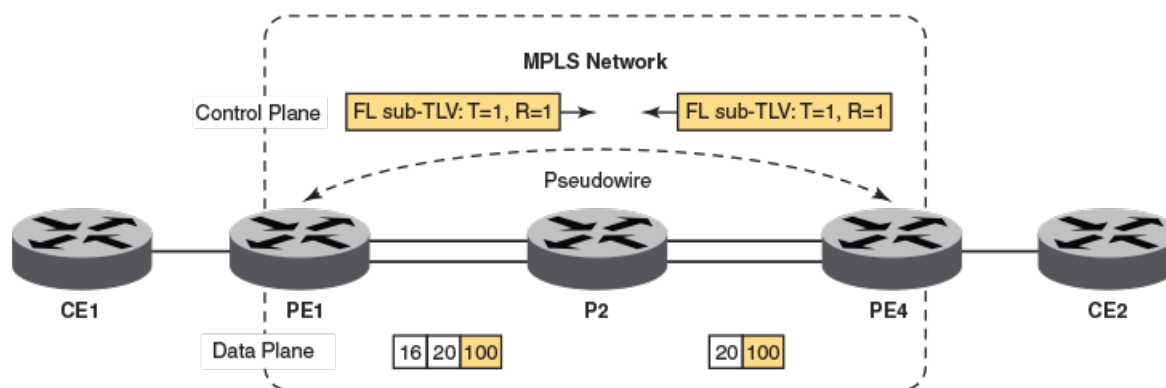 MPLS Network
Control Plane
FL sub-TLV: T=1, R=1
FL sub-TLV: T=1, R=1
Pseudowire
CE1
PE1
P2
PE4
CE2
Data Plane
16 20 100
20 100